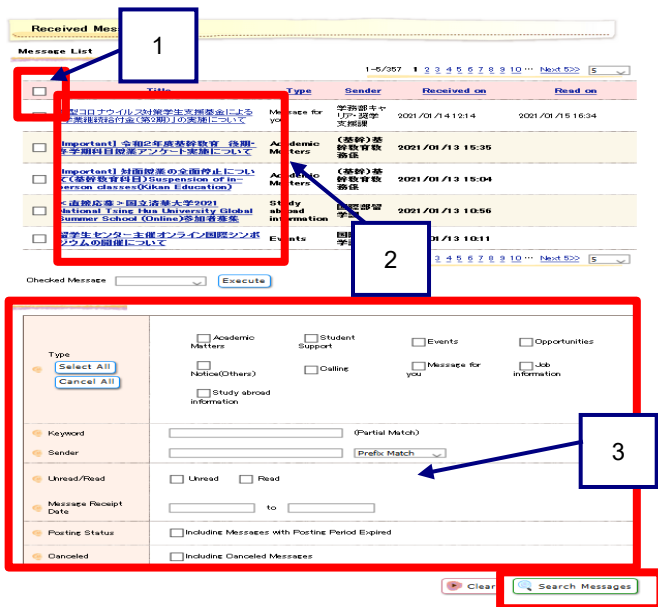 Received Mes
1
Message List
1-5/357 1 2 3 4 5 6 7 8 9 10 … Next 5>> 5
Title Type Sender Received on Read on
型コロナウイルス対策学生支援基金による
学業継続給付金(第2期)」の実施について
Message for
you
学務部キャ
リア・奨学
支援課
2021/01/14 12:14
2021/01/15 16:34
Important] 令和2年度基幹教育 後期・
冬学期科目授業アンケート実施について
Academic
Matters
(基幹)基
幹教育教
務係
2021/01/13 15:35
Important] 対面授業の全面停止につい
て(基幹教育科目)Suspension of in-
person classes(Kikan Education)
Academic
Matters
(基幹)基
幹教育教
務係
2021/01/13 15:04
<直接応募>国立清華大学2021
National Tsing Hua University Global
Summer School (Online)参加者募集
Study
abroad
information
国際部留
学課
2021/01/13 10:56
2
留学生センター主催オンライン国際シンポ
ジウムの開催について
Events
/01/13 10:11
3 4 5 6 7 8 9 10 … Next 5>> 5
Checked Message Execute
Type
Select All
Cancel All
Academic
Matters
Student
Support
Events
Opportunities
Notice(Others)
Calling
Message for
you
Job
information
Study abroad
information
Keyword (Partial Match)
Sender Prefix Match
3
Unread/Read Unread Read
Message Receipt
Date
to
Posting Status Including Messages with Posting Period Expired
Canceled Including Canceled Messages
Clear Search Messages